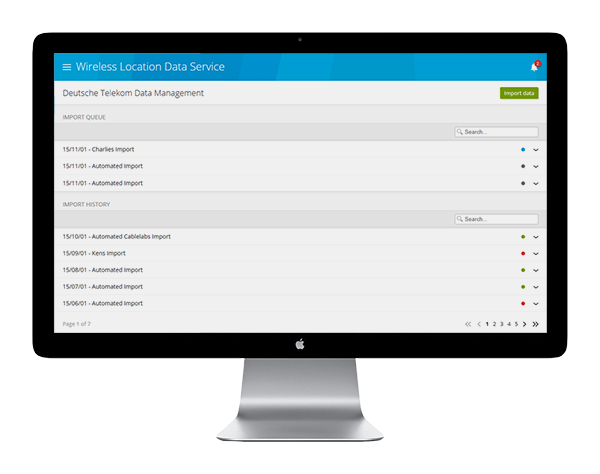 Wireless Location Data Service
2
Deutsche Telekom Data Management
Import data
IMPORT QUEUE
Search...
15/11/01 - Charlies Import
15/11/01 - Automated Import
15/11/01 - Automated Import
IMPORT HISTORY
Search...
15/10/01 - Automated Cablelabs Import
15/09/01 - Kens Import
15/08/01 - Automated Import
15/07/01 - Automated Import
15/06/01 - Automated Import
Page 1 of 7
1 2 3 4 5